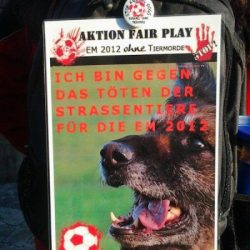 AKTION FAIR PLAY
EM 2012 ohne TIERMORDE
STOP!
ICH BIN GEGEN
DAS TÖTEN DER
STRASSENTIERE
FÜR DIE EM 2012